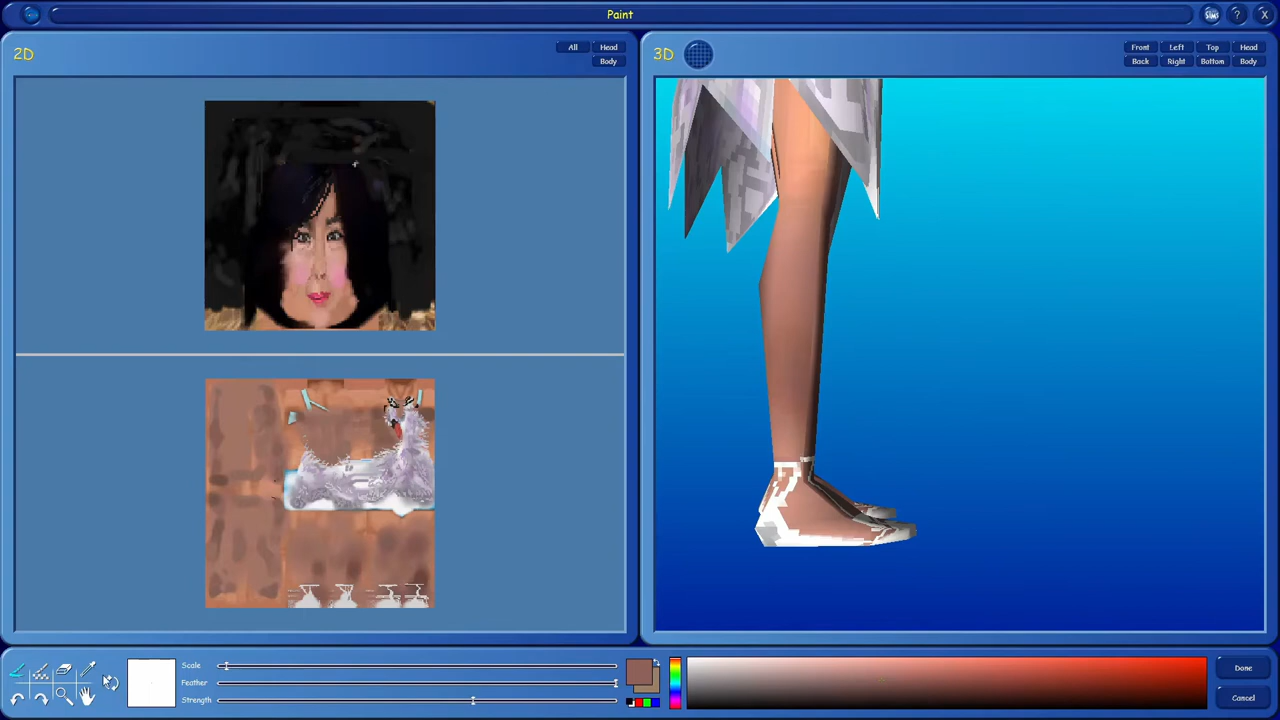 Paint
SIMS
?
X
2D
All
Head
Body
3D
Front
Left
Top
Head
Back
Right
Bottom
Body
Scale
Feather
Strength
Done
Cancel